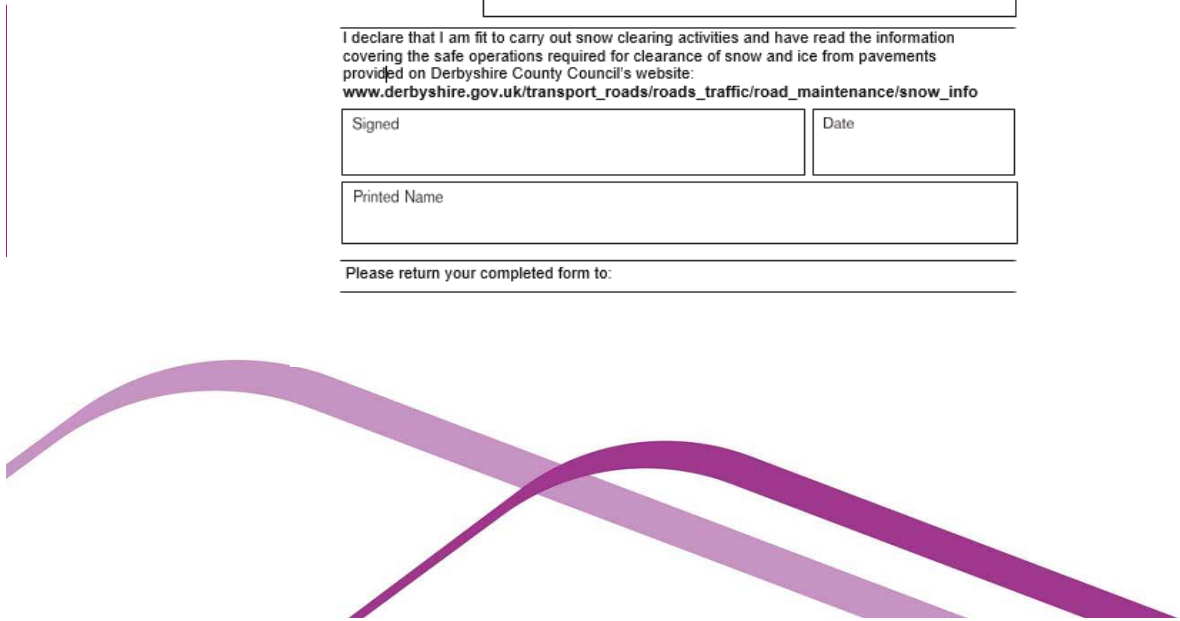 I declare that I am fit to carry out snow clearing activities and have read the information
covering the safe operations required for clearance of snow and ice from pavements
provided on Derbyshire County Council's website:
www.derbyshire.gov.uk/transport_roads/roads_traffic/road_maintenance/snow_info
Signed
Date
Printed Name
Please return your completed form to: